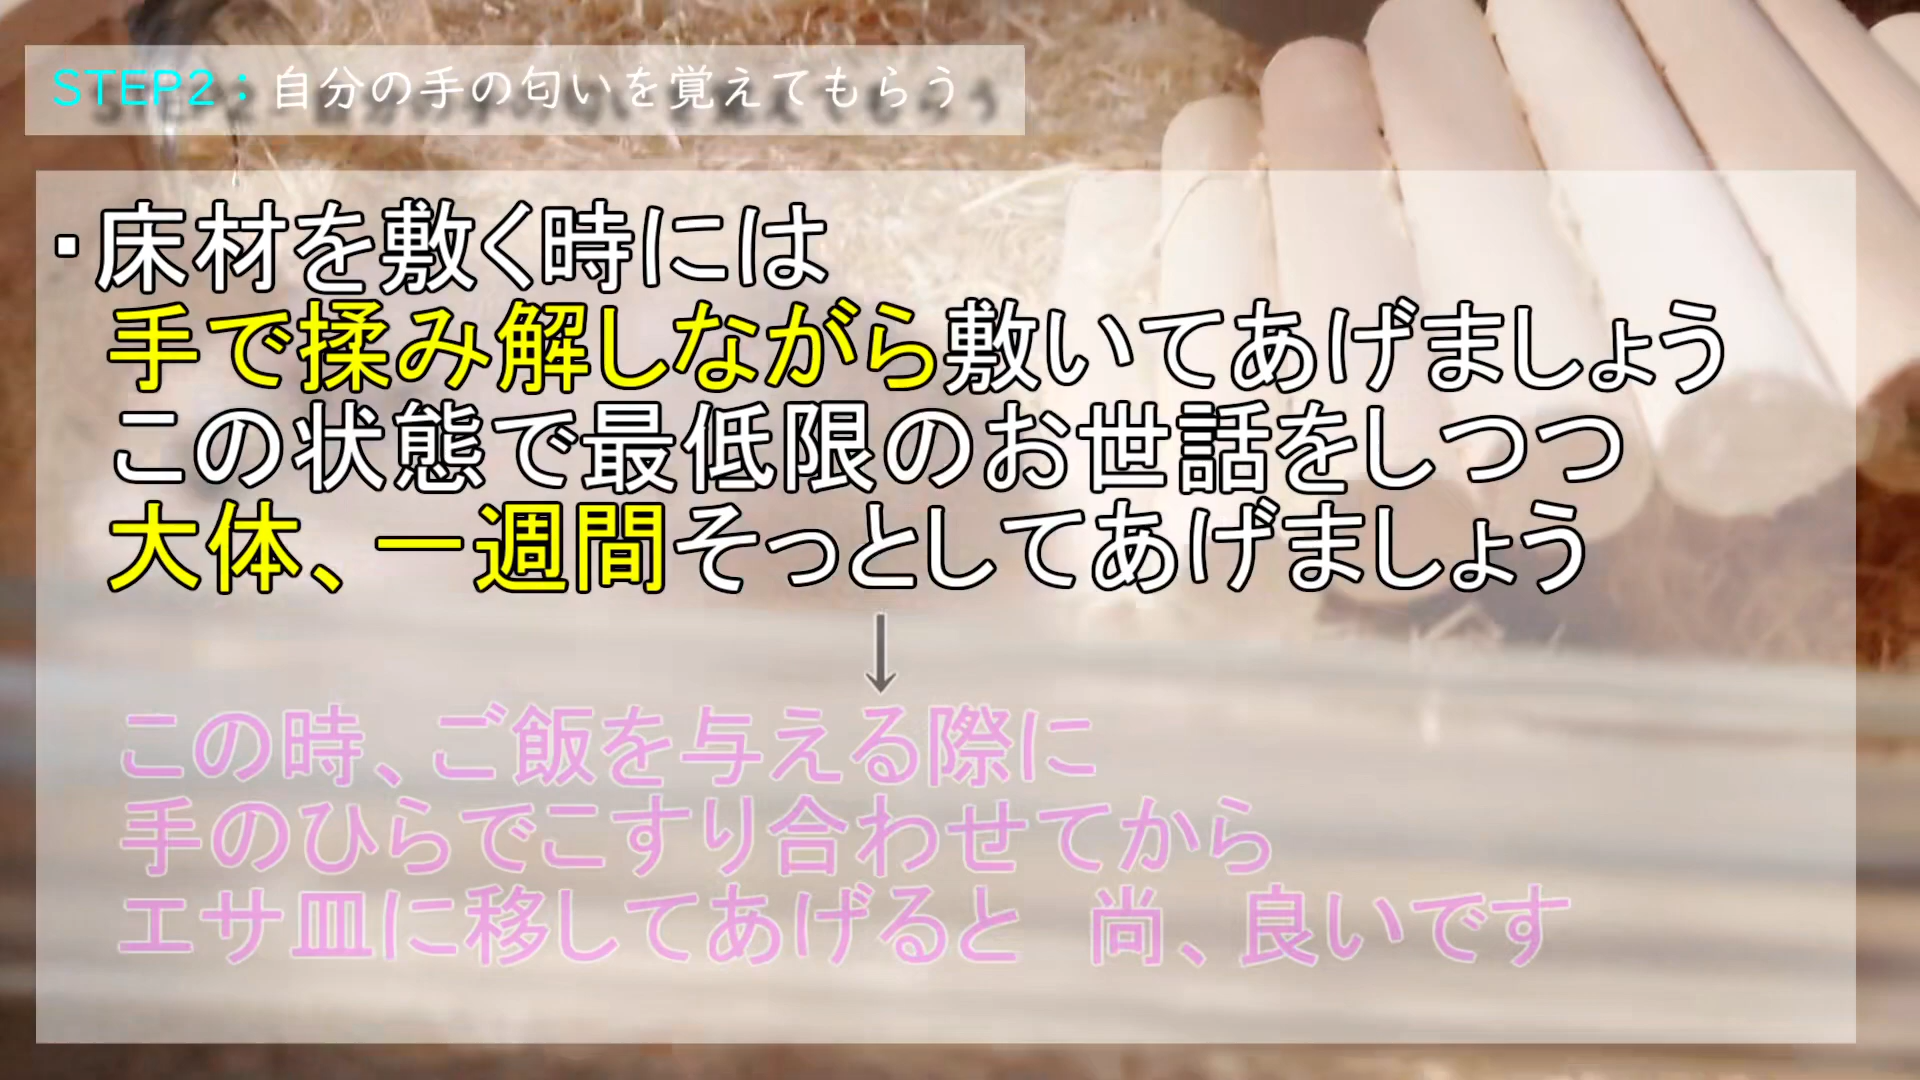 STEP2：自分の手の匂いを覚えてもらう
・床材を敷く時には
手で揉み解しながら敷いてあげましょう
この状態で最低限のお世話をしつつ
大体、一週間そっとしてあげましょう
↓
この時、ご飯を与える際に
手のひらでこすり合わせてから
エサ皿に移してあげると　尚、良いです